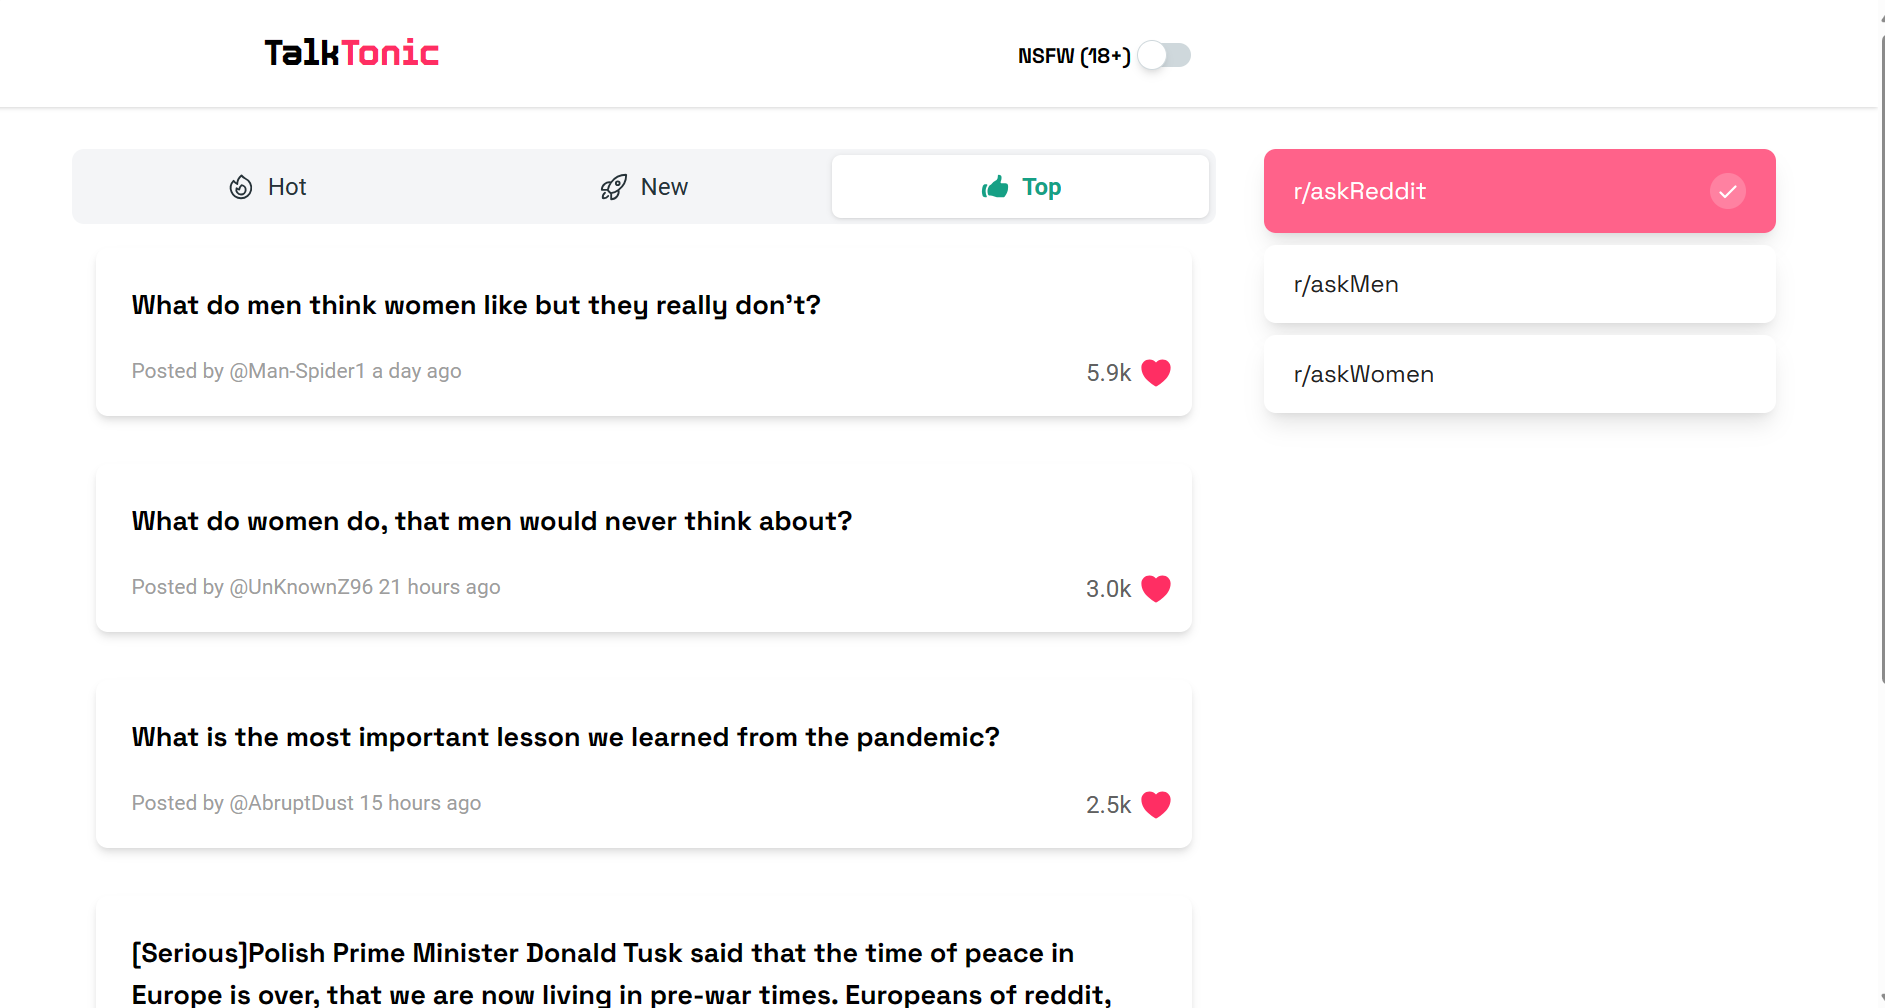 TalkTonic
NSFW (18+)
Hot
New
Top
r/askReddit
r/askMen
r/askWomen
What do men think women like but they really don’t?
Posted by @Man-Spider1 a day ago
5.9k
What do women do, that men would never think about?
Posted by @UnKnownZ96 21 hours ago
3.0k
What is the most important lesson we learned from the pandemic?
Posted by @AbruptDust 15 hours ago
2.5k
[Serious]Polish Prime Minister Donald Tusk said that the time of peace in
Europe is over, that we are now living in pre-war times. Europeans of reddit,